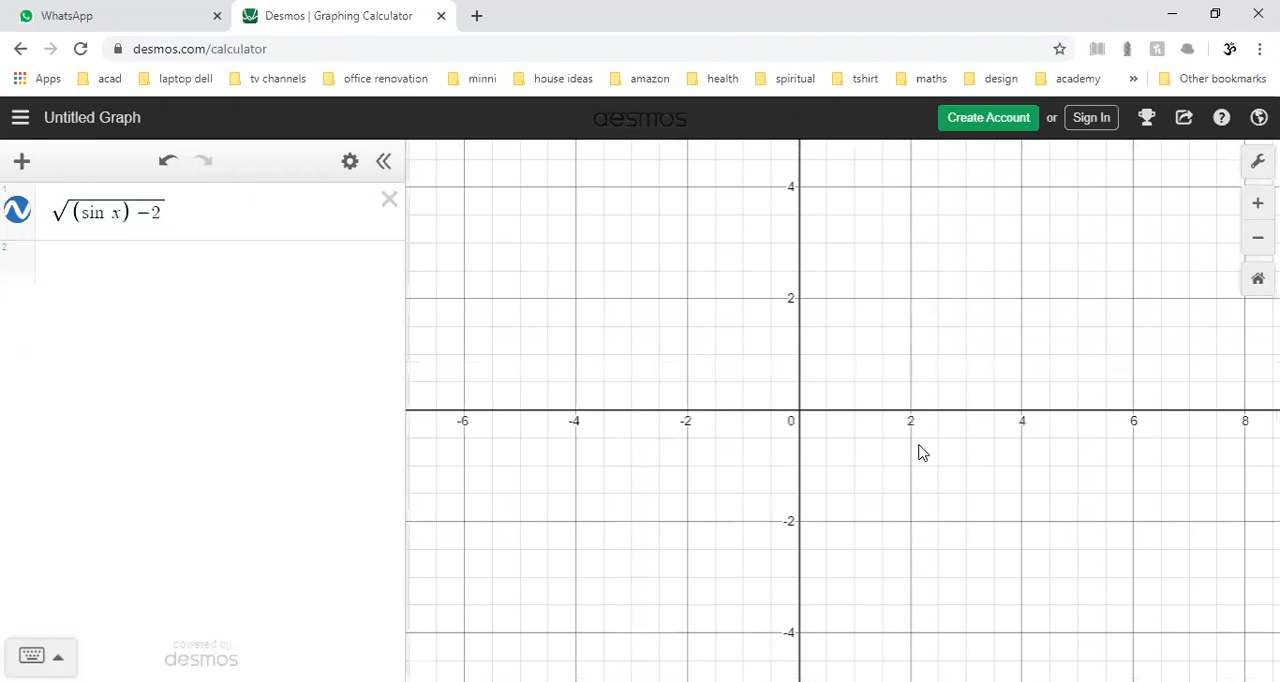 WhatsApp
Desmos | Graphing Calculator
desmos.com/calculator
Apps acad laptop dell tv channels office renovation minni house ideas amazon health spiritual tshirt maths design academy » Other bookmarks
Untitled Graph desmos Create Account or Sign In
1
√(sin x) −2
2
4
2
-6 -4 -2 0 2 4 6 8
-2
-4
powered by
desmos